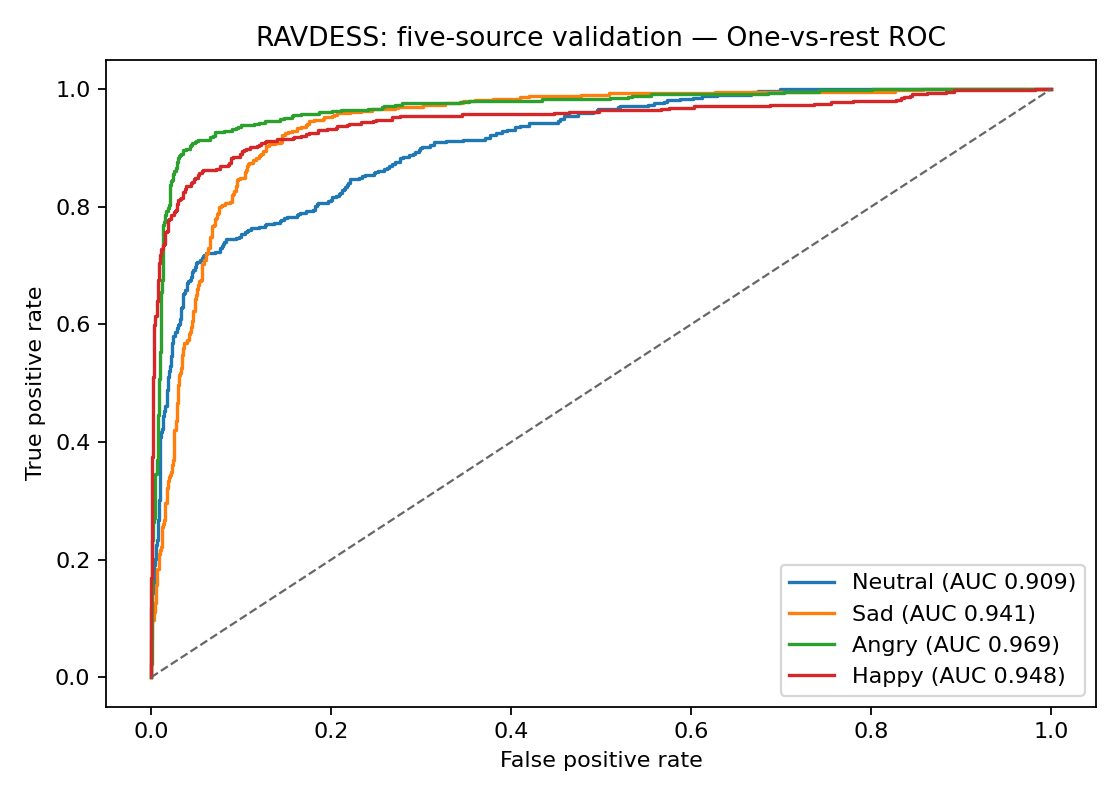 RAVDESS: five-source validation — One-vs-rest ROC
True positive rate
1.0
0.8
0.6
0.4
0.2
0.0
Neutral (AUC 0.909)
Sad (AUC 0.941)
Angry (AUC 0.969)
Happy (AUC 0.948)
0.0 0.2 0.4 0.6 0.8 1.0
False positive rate